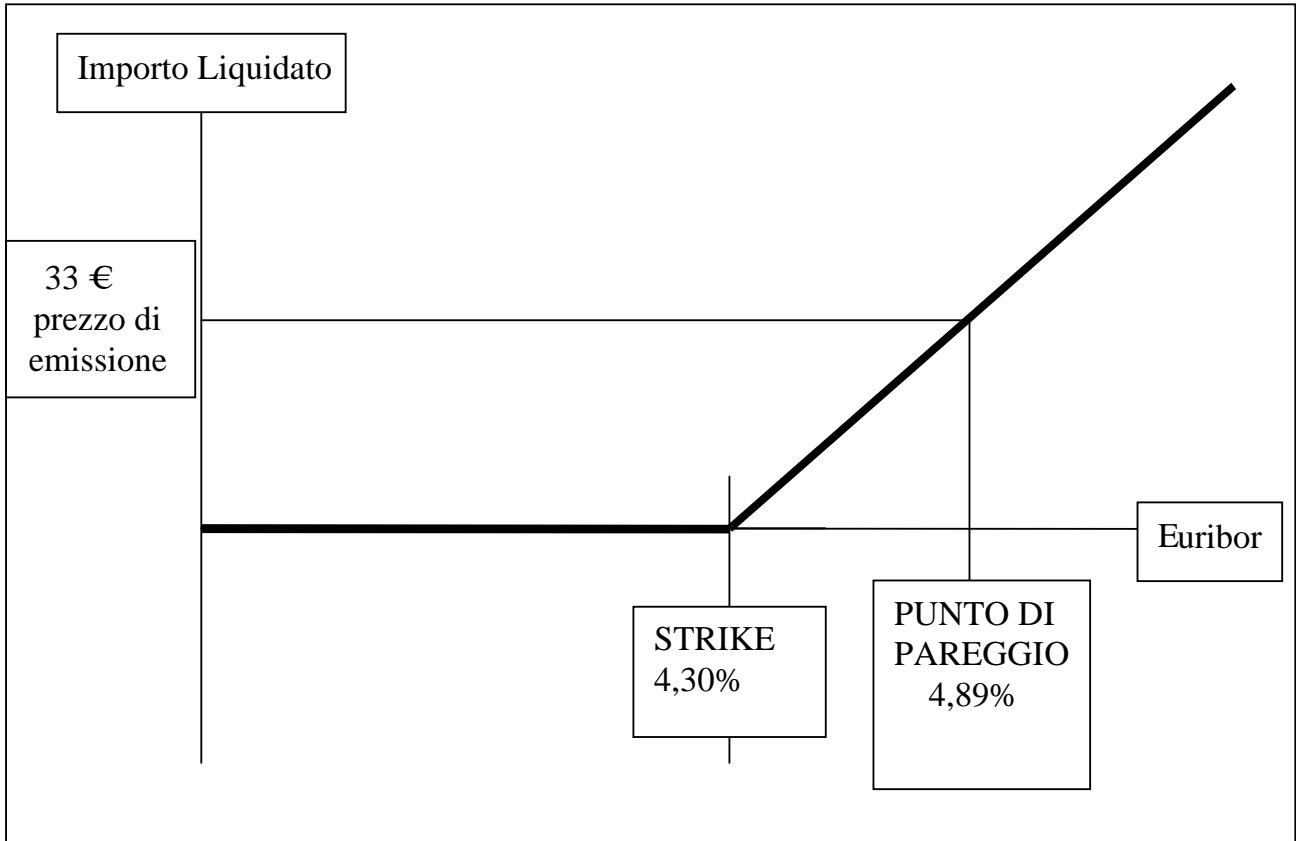 Importo Liquidato
33 €
prezzo di
emissione
Euribor
STRIKE
4,30%
PUNTO DI
PAREGGIO
4,89%